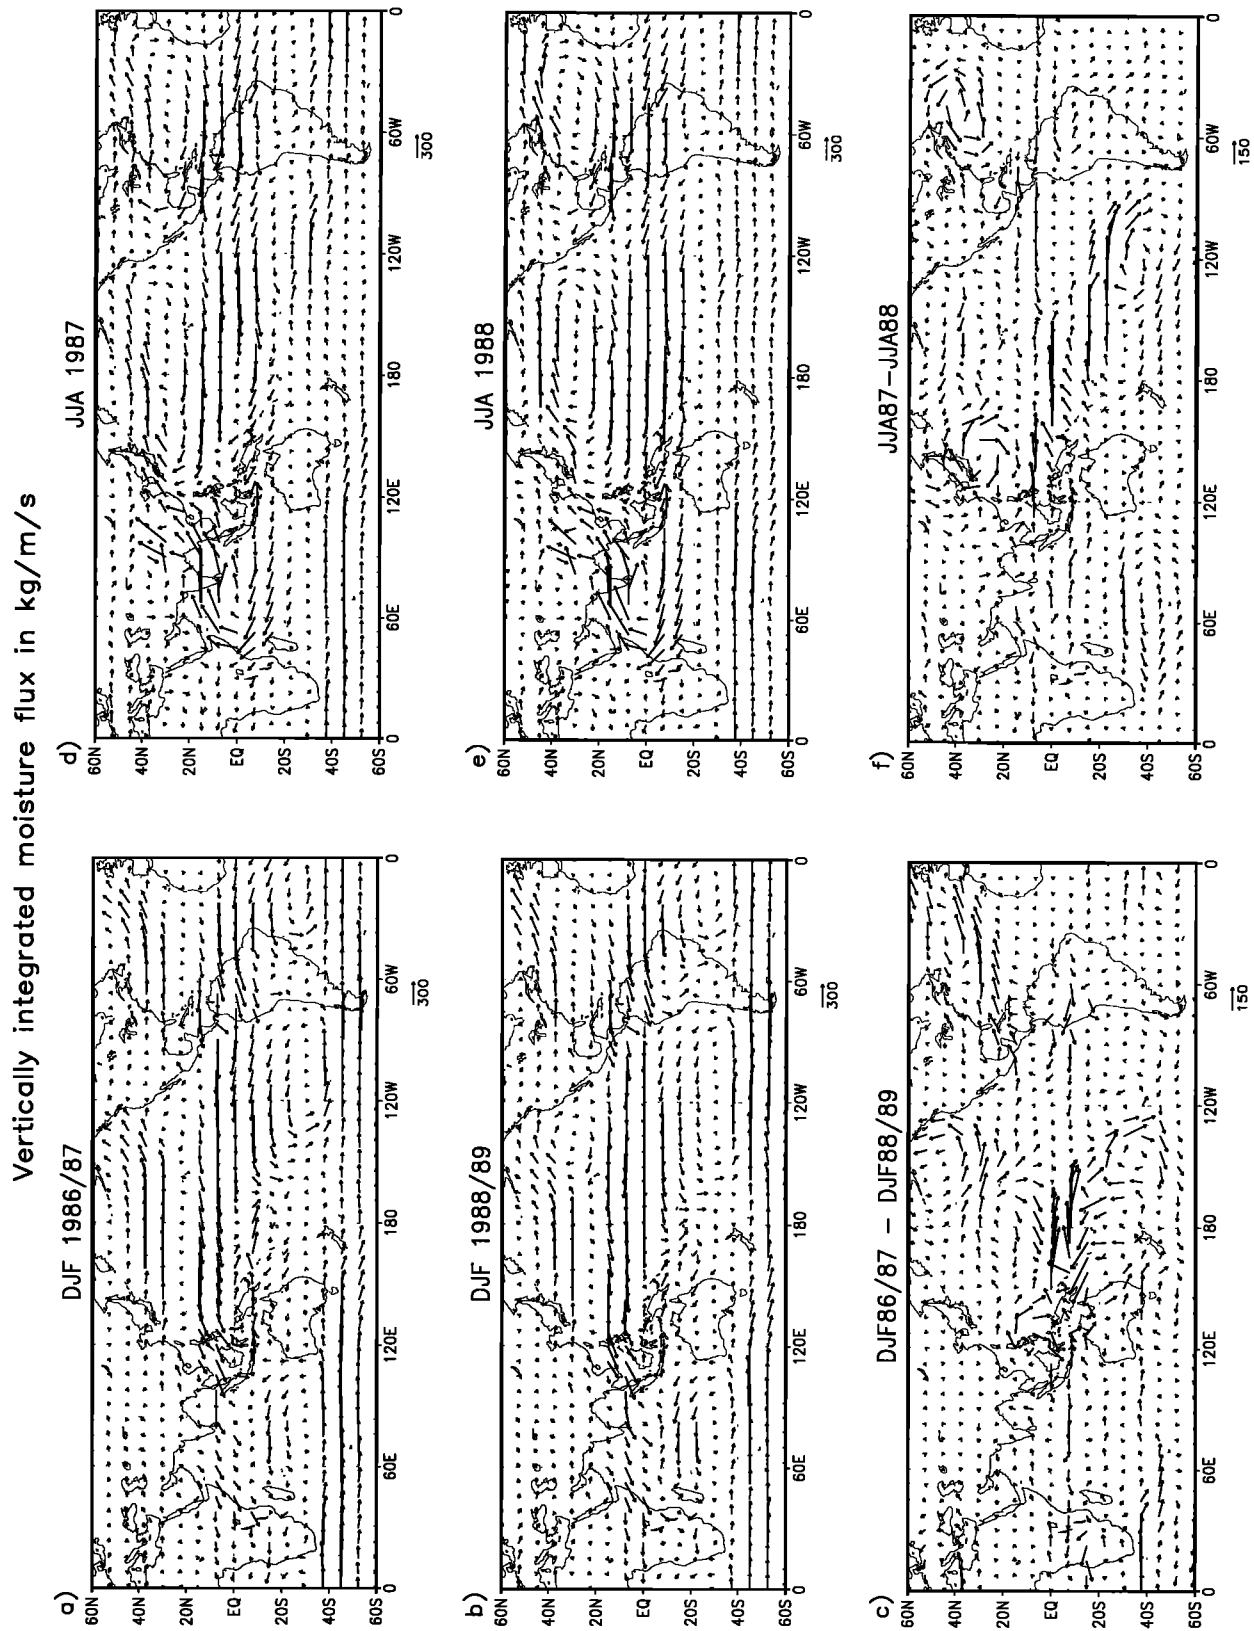 Vertically integrated moisture flux in kg/m/s
a)
DJF 1986/87
60N
40N
20N
EQ
20S
40S
60S
0
60E
120E
180
120W
60W
0
300
d)
JJA 1987
60N
40N
20N
EQ
20S
40S
60S
0
60E
120E
180
120W
60W
0
300
b)
DJF 1988/89
60N
40N
20N
EQ
20S
40S
60S
0
60E
120E
180
120W
60W
0
300
e)
JJA 1988
60N
40N
20N
EQ
20S
40S
60S
0
60E
120E
180
120W
60W
0
300
c)
DJF86/87 - DJF88/89
60N
40N
20N
EQ
20S
40S
60S
0
60E
120E
180
120W
60W
0
150
f)
JJA87-JJA88
60N
40N
20N
EQ
20S
40S
60S
0
60E
120E
180
120W
60W
0
150